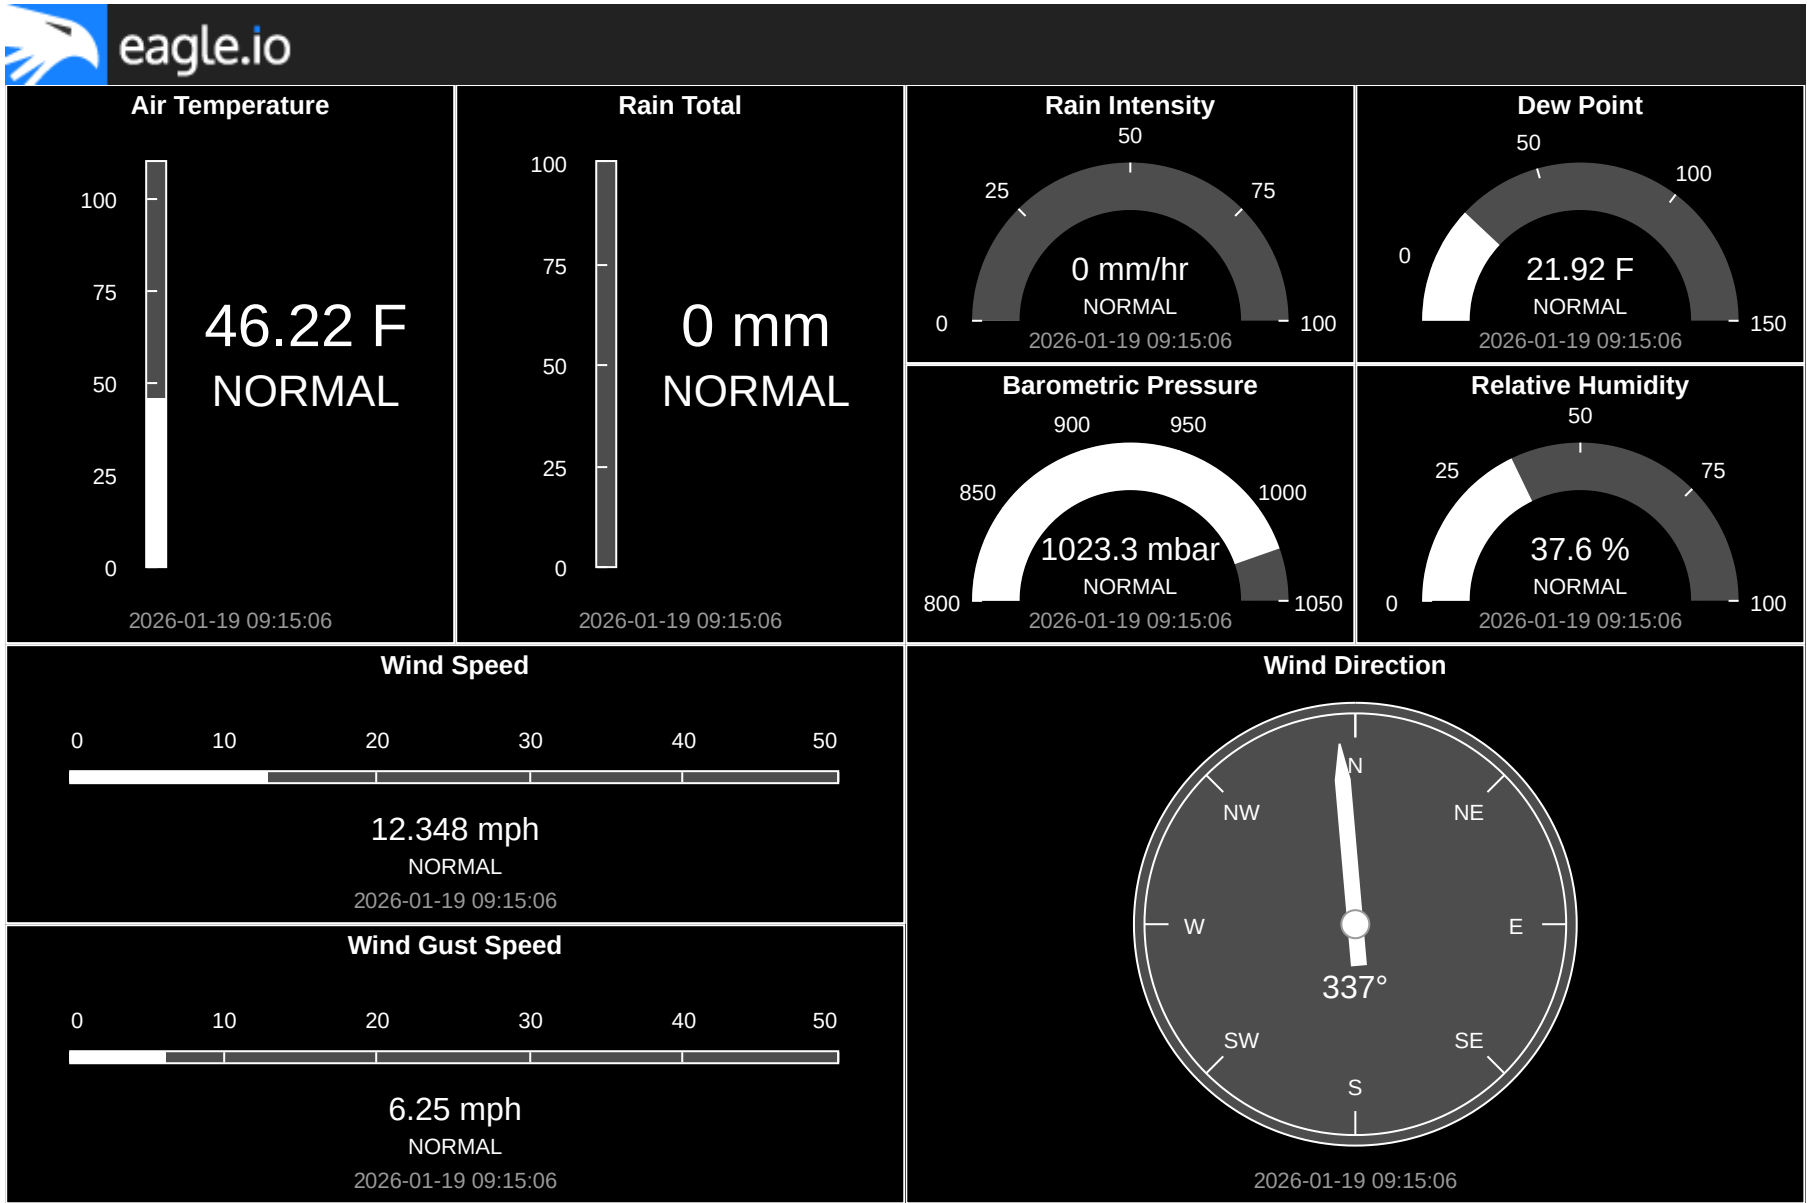 eagle.io
Air Temperature
100
75
50
25
0
46.22 F
NORMAL
2026-01-19 09:15:06
Rain Total
100
75
50
25
0
0 mm
NORMAL
2026-01-19 09:15:06
Rain Intensity
0
25
50
75
100
0 mm/hr
NORMAL
2026-01-19 09:15:06
Dew Point
0
50
100
150
21.92 F
NORMAL
2026-01-19 09:15:06
Barometric Pressure
800
850
900
950
1000
1050
1023.3 mbar
NORMAL
2026-01-19 09:15:06
Relative Humidity
0
25
50
75
100
37.6 %
NORMAL
2026-01-19 09:15:06
Wind Speed
0 10 20 30 40 50
12.348 mph
NORMAL
2026-01-19 09:15:06
Wind Gust Speed
0 10 20 30 40 50
6.25 mph
NORMAL
2026-01-19 09:15:06
Wind Direction
N
NW NE
W E
337°
SW SE
S
2026-01-19 09:15:06